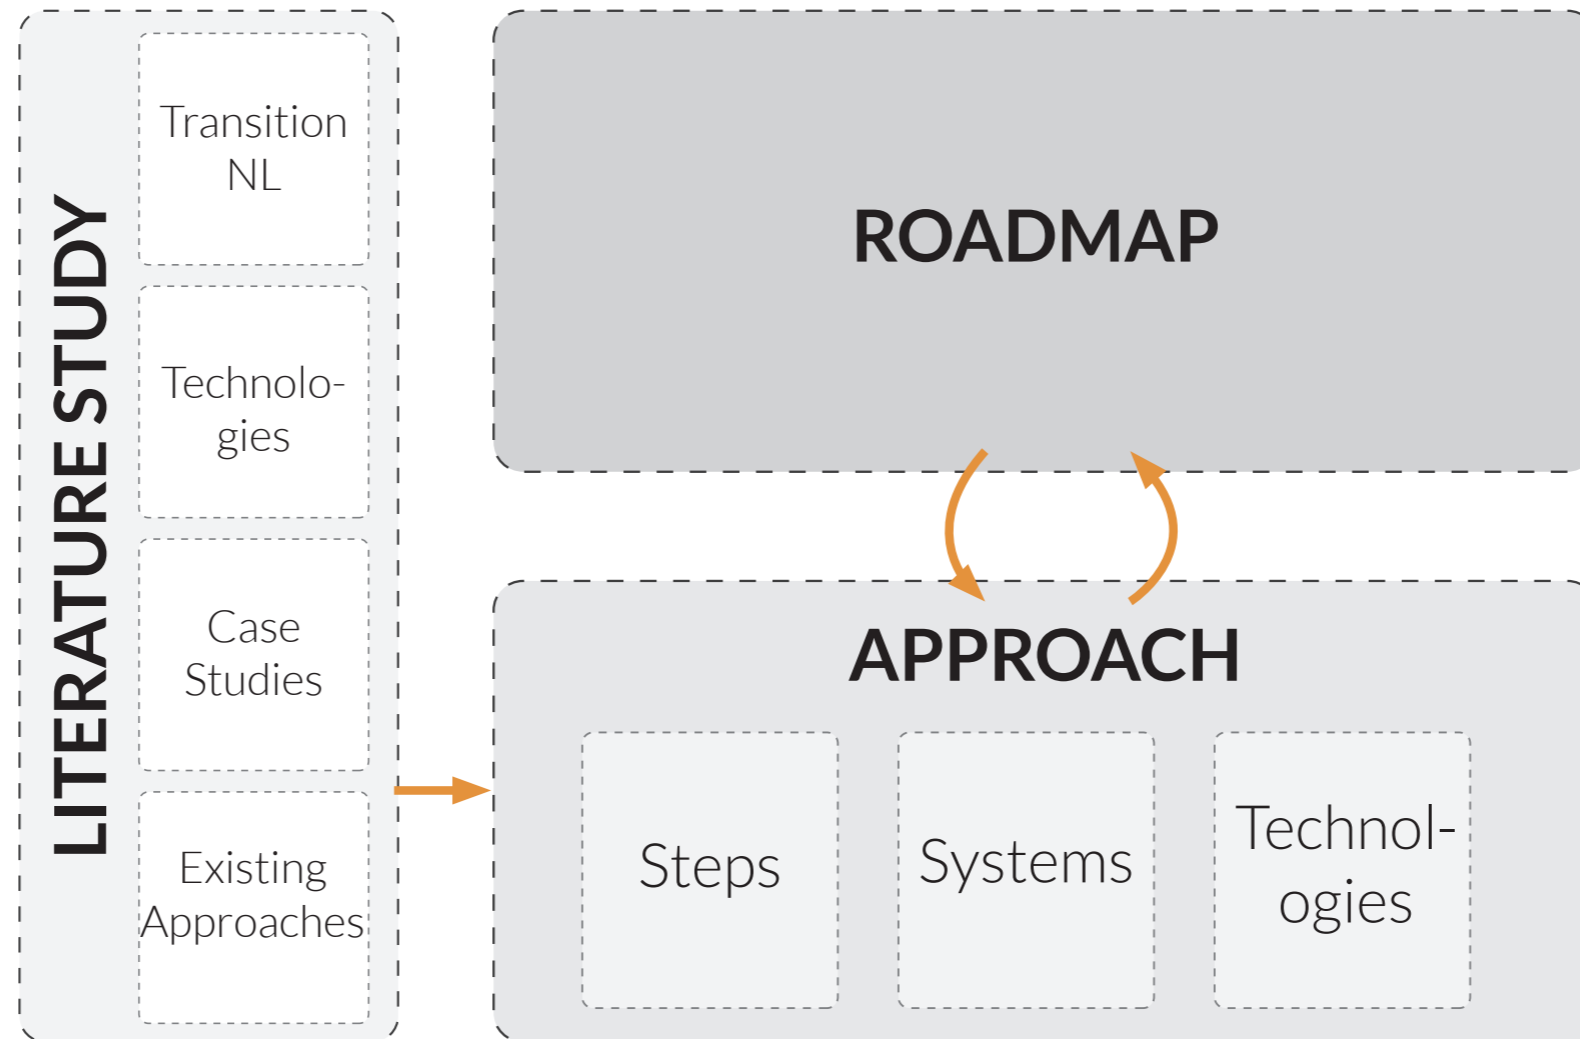 LITERATURE STUDY
Transition
NL
Technolo-
gies
Case
Studies
Existing
Approaches
ROADMAP
APPROACH
Steps
Systems
Technol-
ogies